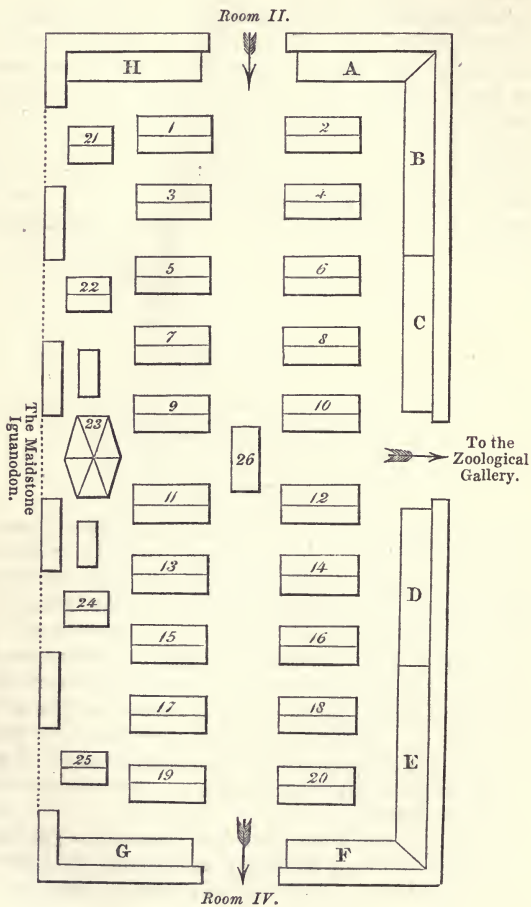 Room II.
H
A
1
2
21
B
3
4
5
6
22
C
7
8
9
10
23
26
The Maidstone
Iguanodon.
To the
Zoological
Gallery.
11
12
13
14
D
24
15
16
17
18
E
25
19
20
G
F
Room IV.